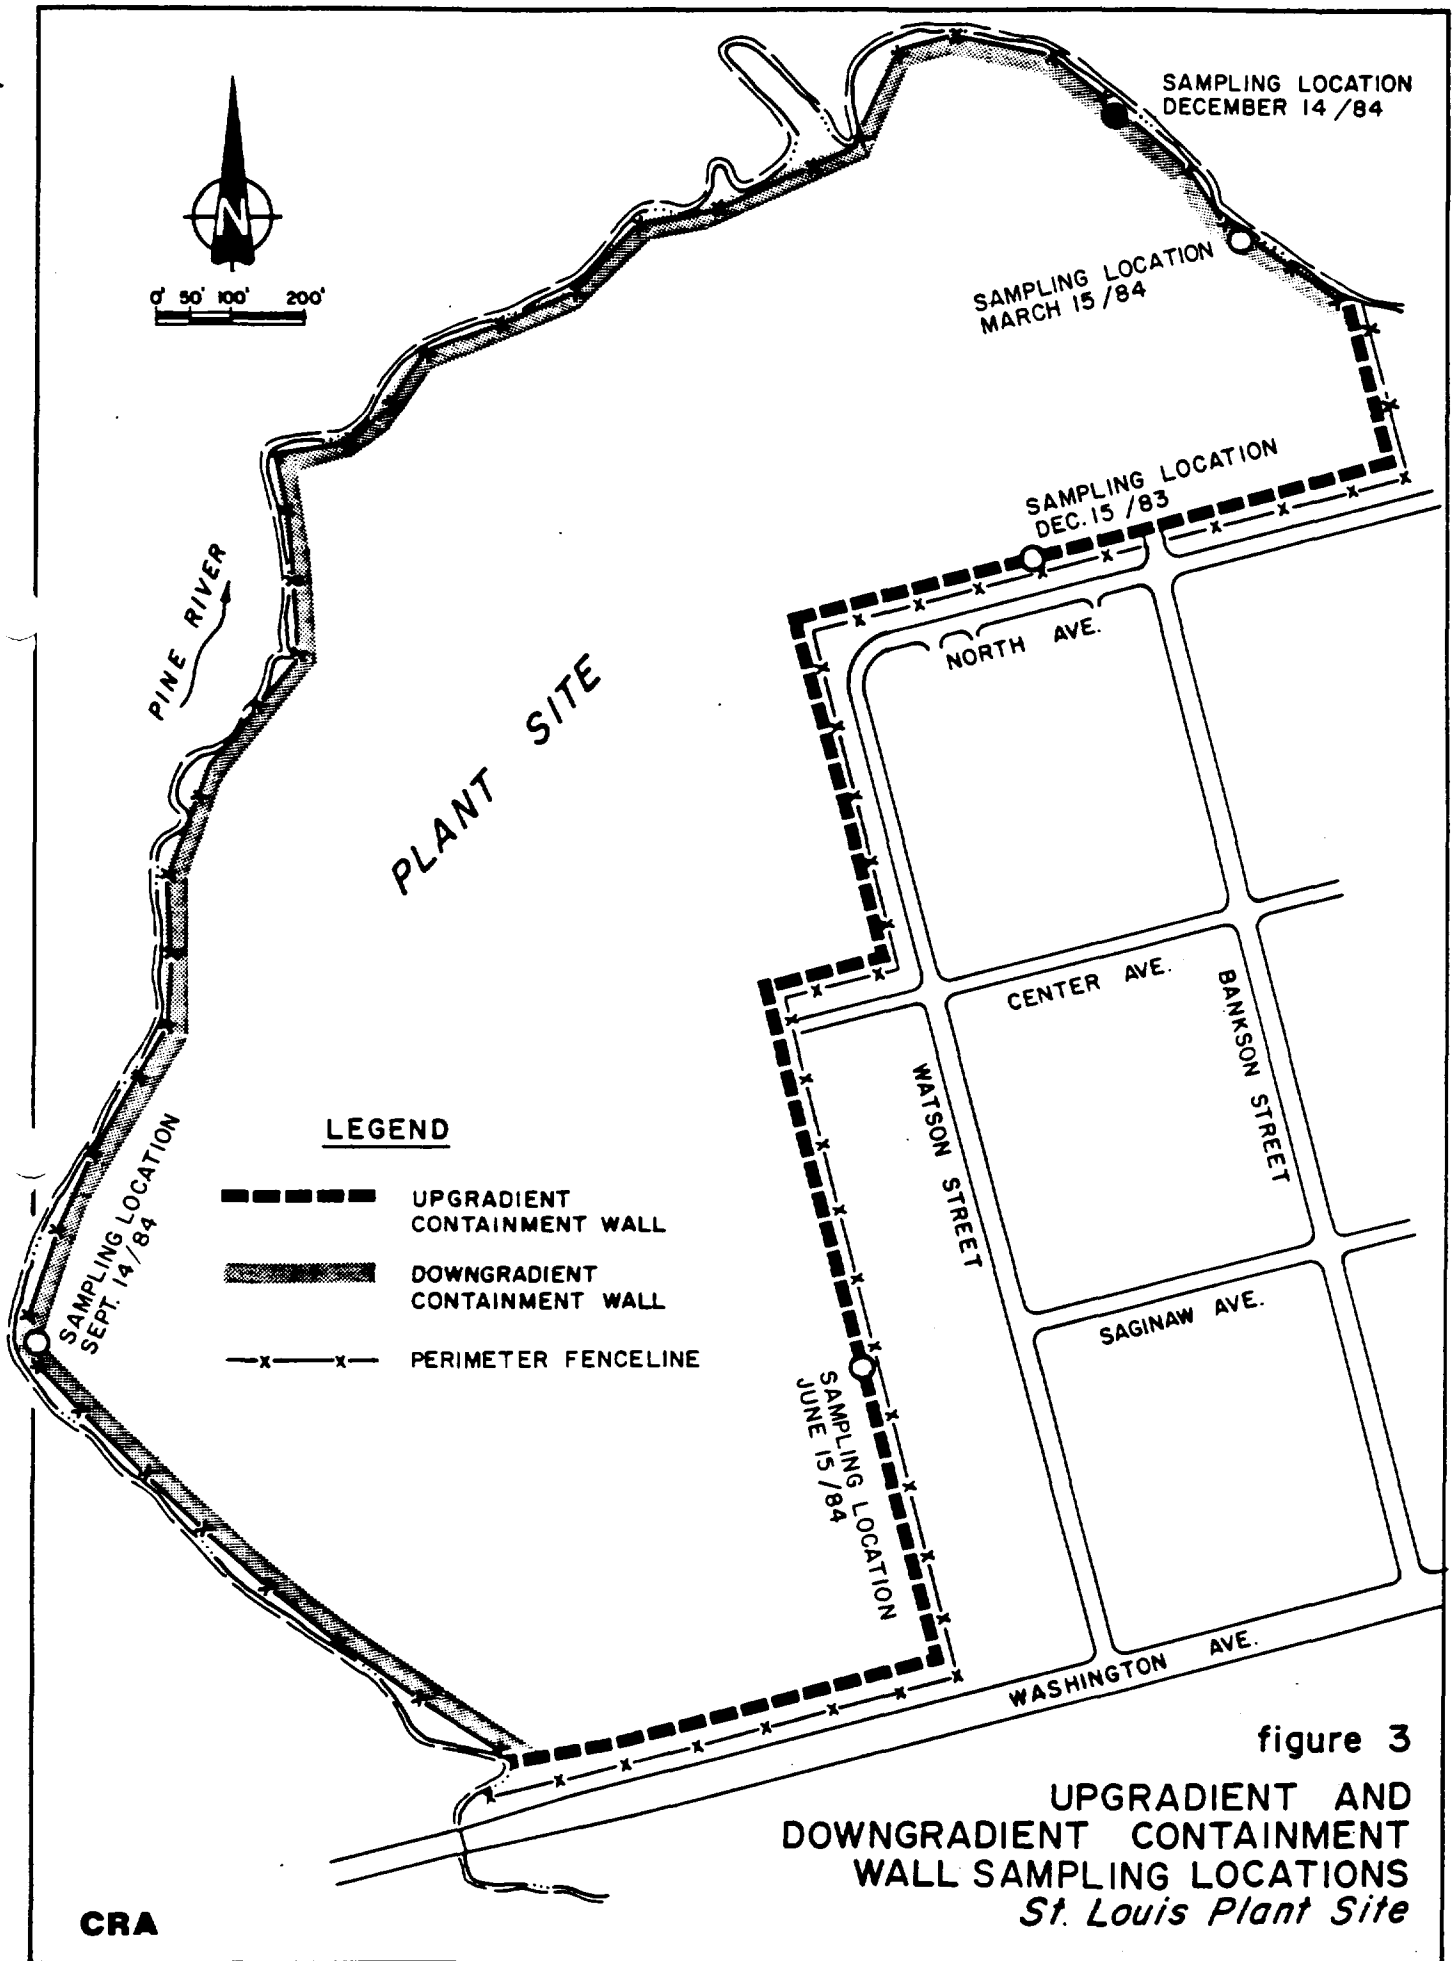 SAMPLING LOCATION
DECEMBER 14/84
N
0' 50' 100' 200'
SAMPLING LOCATION
MARCH 15/84
SAMPLING LOCATION
DEC. 15/83
PINE RIVER
NORTH AVE.
PLANT SITE
CENTER AVE.
BANKSON STREET
WATSON STREET
SAMPLING LOCATION
SEPT. 14/84
LEGEND
UPGRADIENT
CONTAINMENT WALL
DOWNGRADIENT
CONTAINMENT WALL
PERIMETER FENCELINE
SAGINAW AVE.
SAMPLING LOCATION
JUNE 15/84
WASHINGTON AVE.
figure 3
UPGRADIENT AND
DOWNGRADIENT CONTAINMENT
WALL SAMPLING LOCATIONS
St. Louis Plant Site
CRA